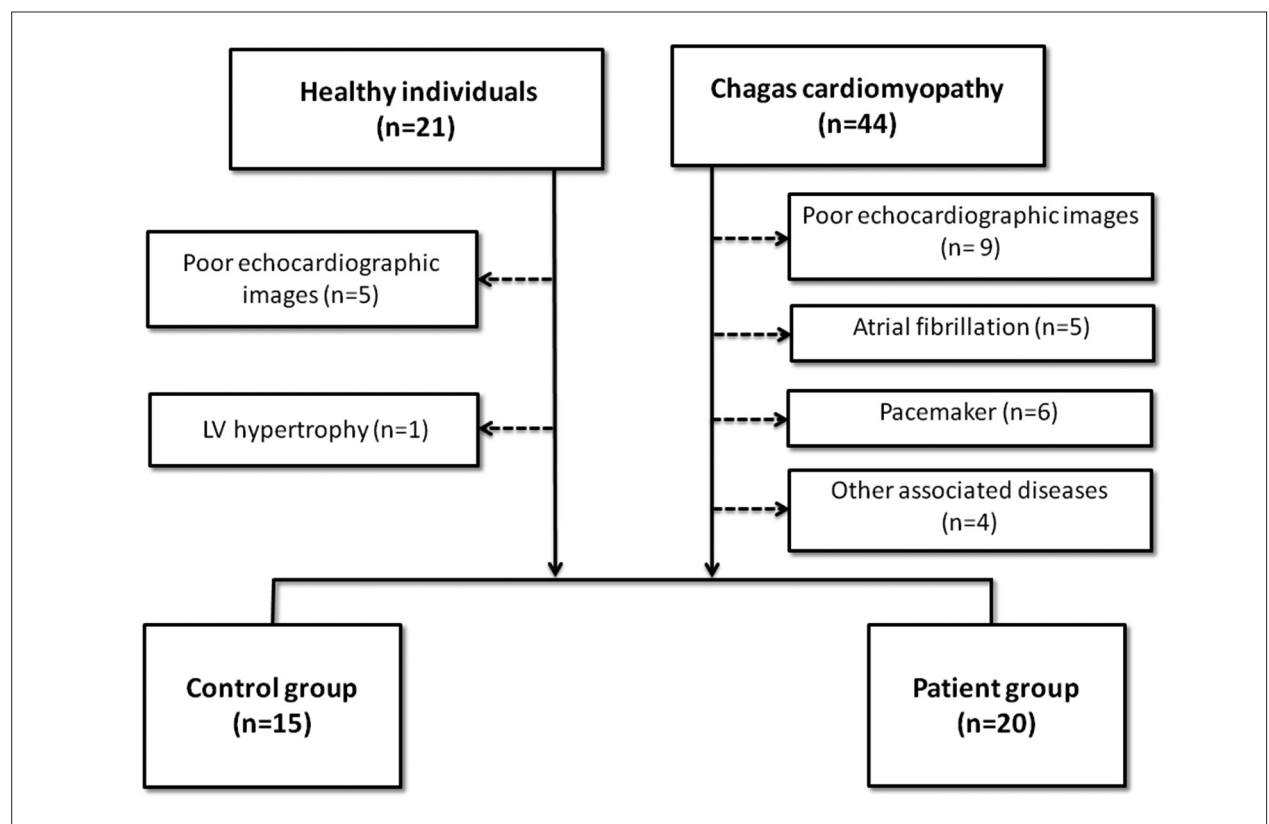 Healthy individuals
(n=21)
Chagas cardiomyopathy
(n=44)
Poor echocardiographic
images (n=5)
LV hypertrophy (n=1)
Poor echocardiographic images
(n= 9)
Atrial fibrillation (n=5)
Pacemaker (n=6)
Other associated diseases
(n=4)
Control group
(n=15)
Patient group
(n=20)